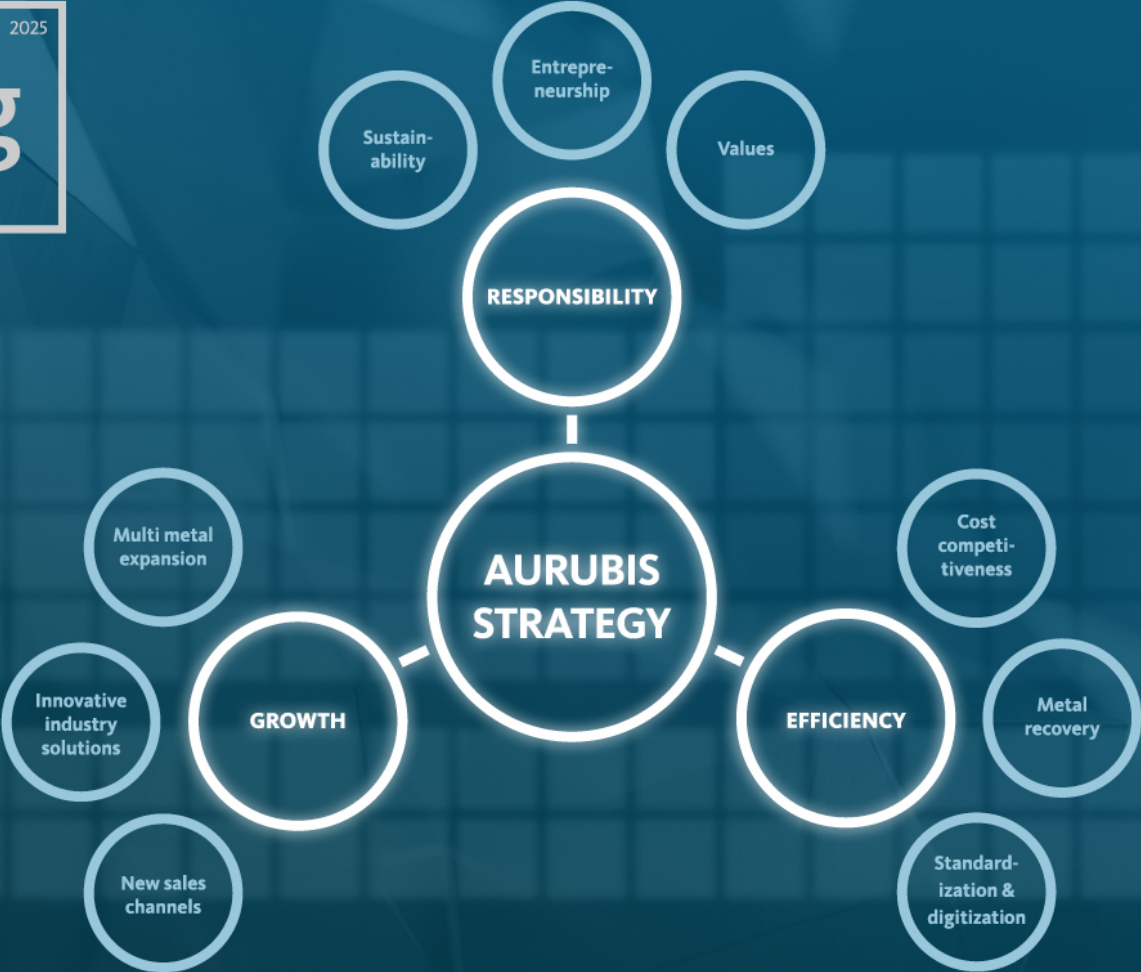 2025
g
Entrepre-
neurship
Sustain-
ability
Values
RESPONSIBILITY
AURUBIS
STRATEGY
Multi metal
expansion
Innovative
industry
solutions
New sales
channels
GROWTH
EFFICIENCY
Cost
competi-
tiveness
Metal
recovery
Standard-
ization &
digitization